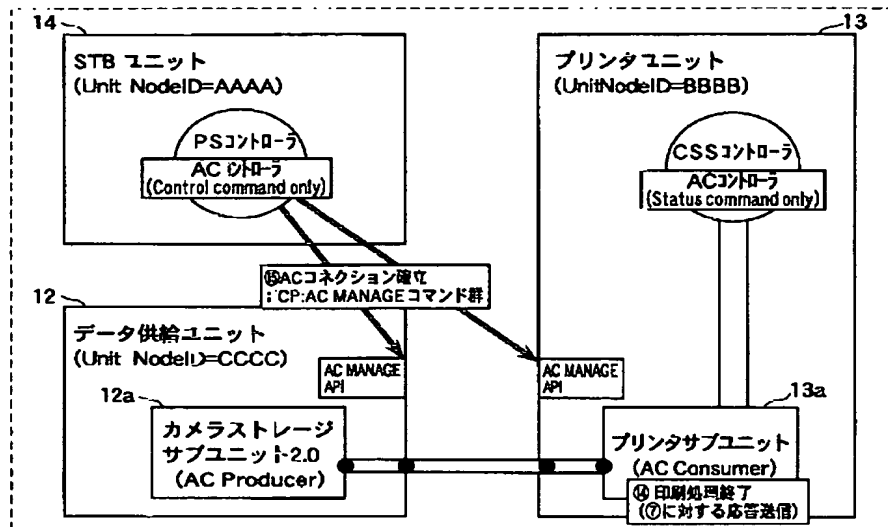 14
STB ユニット
(Unit NodeID=AAAA)
PSコントローラ
AC コントローラ
(Control command only)
13
プリンタユニット
(UnitNodeID=BBBB)
CSSコントローラ
ACコントローラ
(Status command only)
⑮ACコネクション確立
;CP:AC MANAGEコマンド群
12
データ供給ユニット
(Unit NodeID=CCCC)
AC MANAGE
API
AC MANAGE
API
12a
カメラストレージ
サブユニット2.0
(AC Producer)
13a
プリンタサブユニット
(AC Consumer)
⑭ 印刷処理終了
(⑦に対する応答送信)